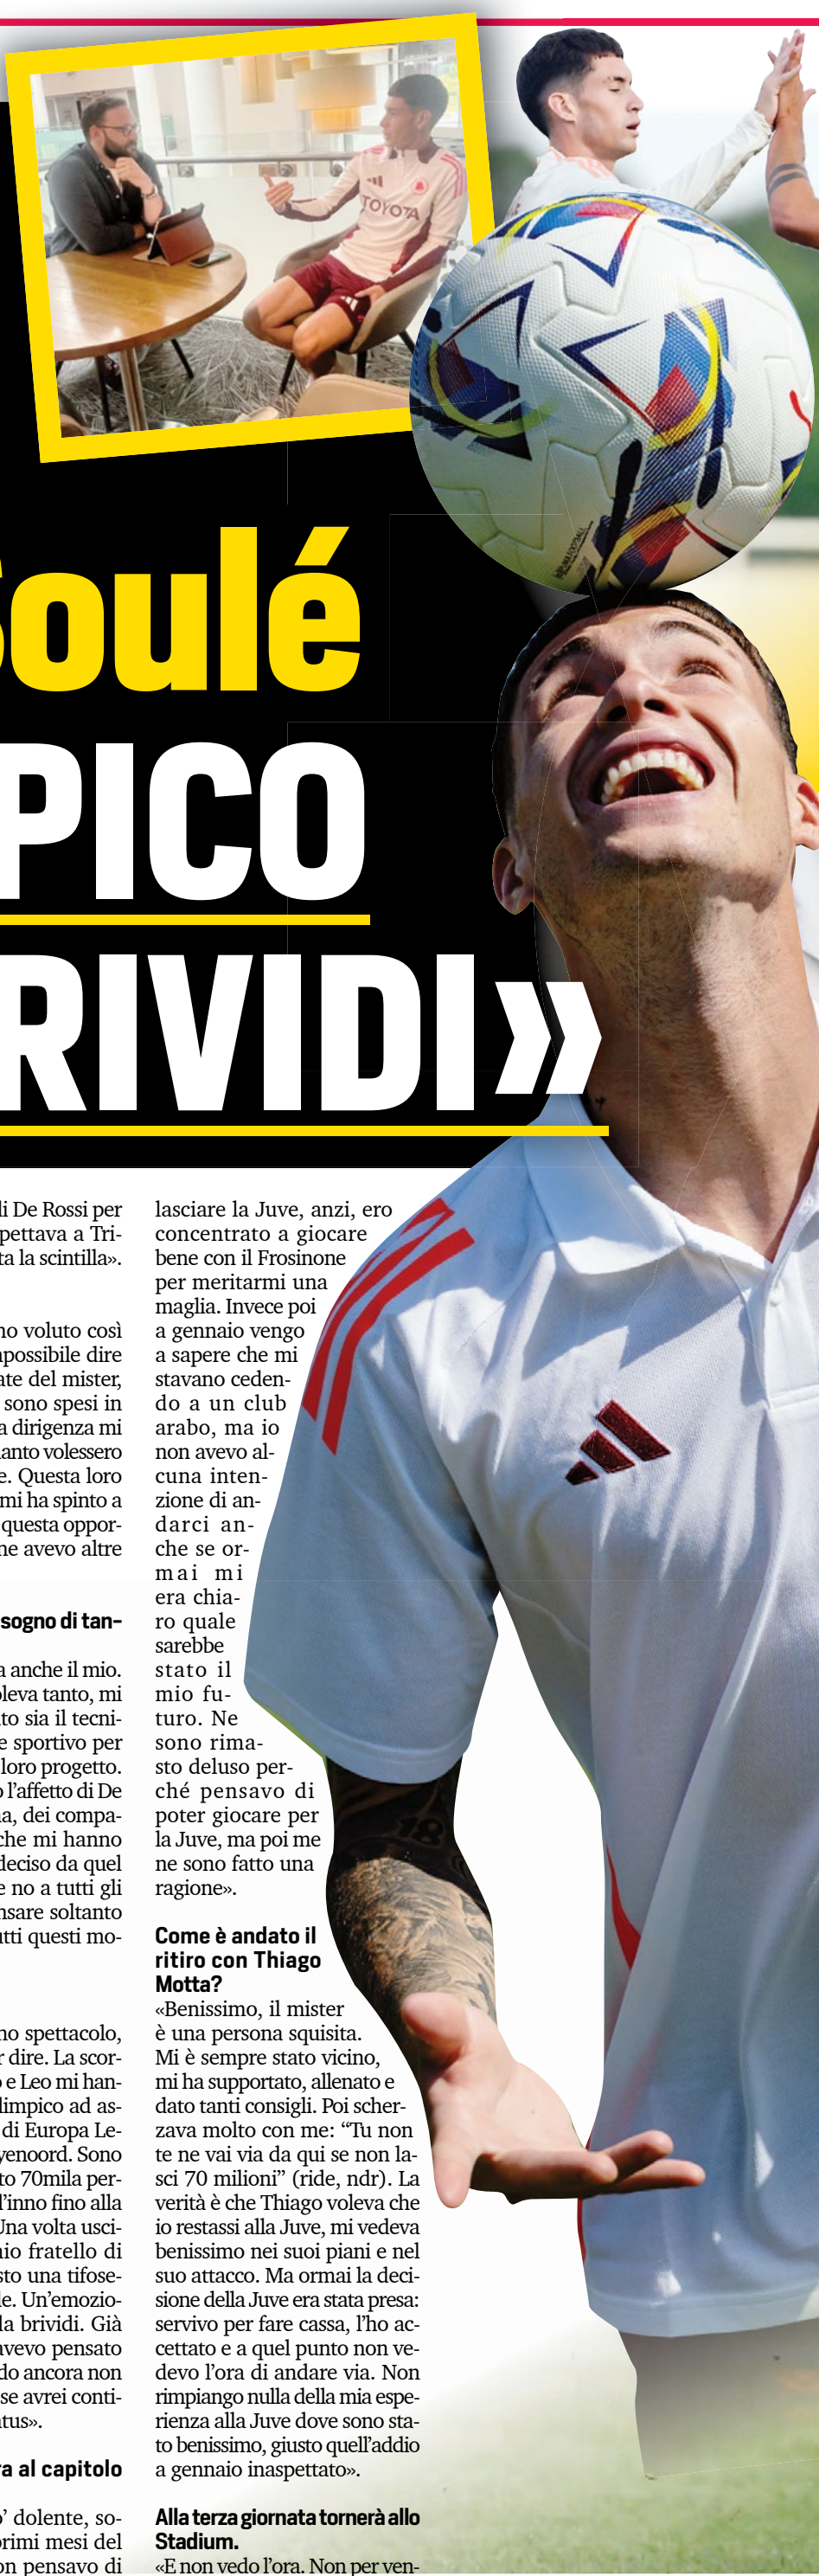 TOYOTA
oulé
PICO
RIVIDI»
li De Rossi per
pettava a Tri-
ta la scintilla».
no voluto così
mpossibile dire
ate del mister,
sono spesi in
a dirigenza mi
anto volessero
e. Questa loro
mi ha spinto a
questa oppor-
ne avevo altre
sogno di tan-
a anche il mio.
oleva tanto, mi
to sia il tecni-
e sportivo per
loro progetto.
o l'affetto di De
na, dei compa-
che mi hanno
deciso da quel
e no a tutti gli
nsare soltanto
utti questi mo-
no spettacolo,
r dire. La scor-
o e Leo mi han-
limpico ad as-
di Europa Le-
yenoord. Sono
to 70mila per-
l'inno fino alla
Una volta usci-
nio fratello di
sto una tifose-
le. Un'emozio-
da brividi. Già
avevo pensato
do ancora non
se avrei conti-
ntus».
ra al capitolo
o' dolente, so-
orimi mesi del
on pensavo di
lasciare la Juve, anzi, ero
concentrato a giocare
bene con il Frosinone
per meritarmi una
maglia. Invece poi
a gennaio vengo
a sapere che mi
stavano ceden-
do a un club
arabo, ma io
non avevo al-
cuna inten-
zione di an-
darci an-
che se or-
mai mi
era chia-
ro quale
sarebbe
stato il
mio fu-
turo. Ne
sono rima-
sto deluso per-
ché pensavo di
poter giocare per
la Juve, ma poi me
ne sono fatto una
ragione».
Come è andato il
ritiro con Thiago
Motta?
«Benissimo, il mister
è una persona squisita.
Mi è sempre stato vicino,
mi ha supportato, allenato e
dato tanti consigli. Poi scher-
zava molto con me: “Tu non
te ne vai via da qui se non la-
sci 70 milioni” (ride, ndr). La
verità è che Thiago voleva che
io restassi alla Juve, mi vedeva
benissimo nei suoi piani e nel
suo attacco. Ma ormai la deci-
sione della Juve era stata presa:
servivo per fare cassa, l'ho ac-
cettato e a quel punto non ve-
devo l'ora di andare via. Non
rimpiango nulla della mia espe-
rienza alla Juve dove sono sta-
to benissimo, giusto quell'addio
a gennaio inaspettato».
Alla terza giornata tornerà allo
Stadium.
«E non vedo l'ora. Non per ven-